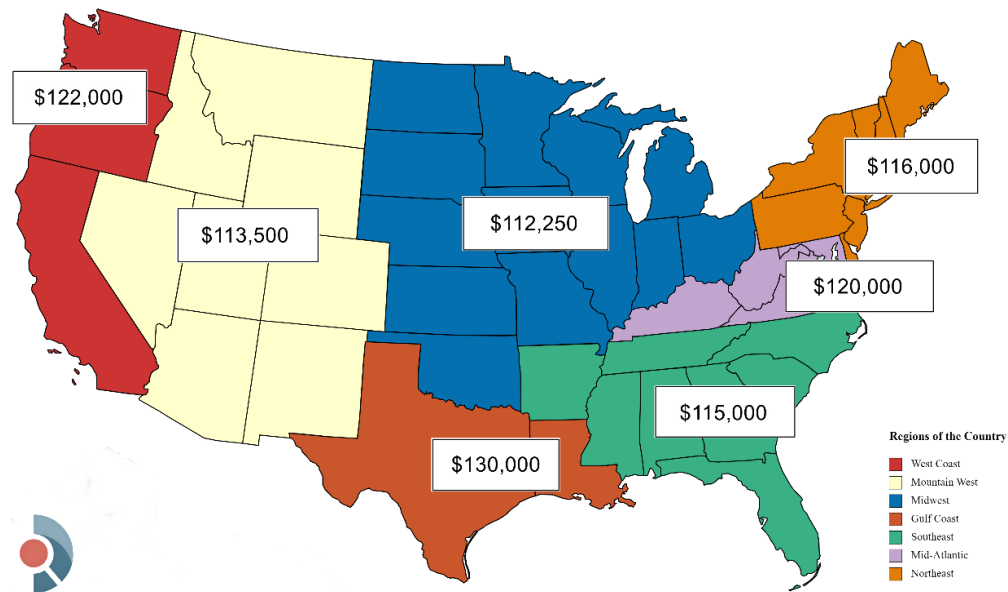 $122,000
$116,000
$113,500
$112,250
$120,000
$115,000
$130,000
Regions of the Country
West Coast
Mountain West
Midwest
Gulf Coast
Southeast
Mid-Atlantic
Northeast